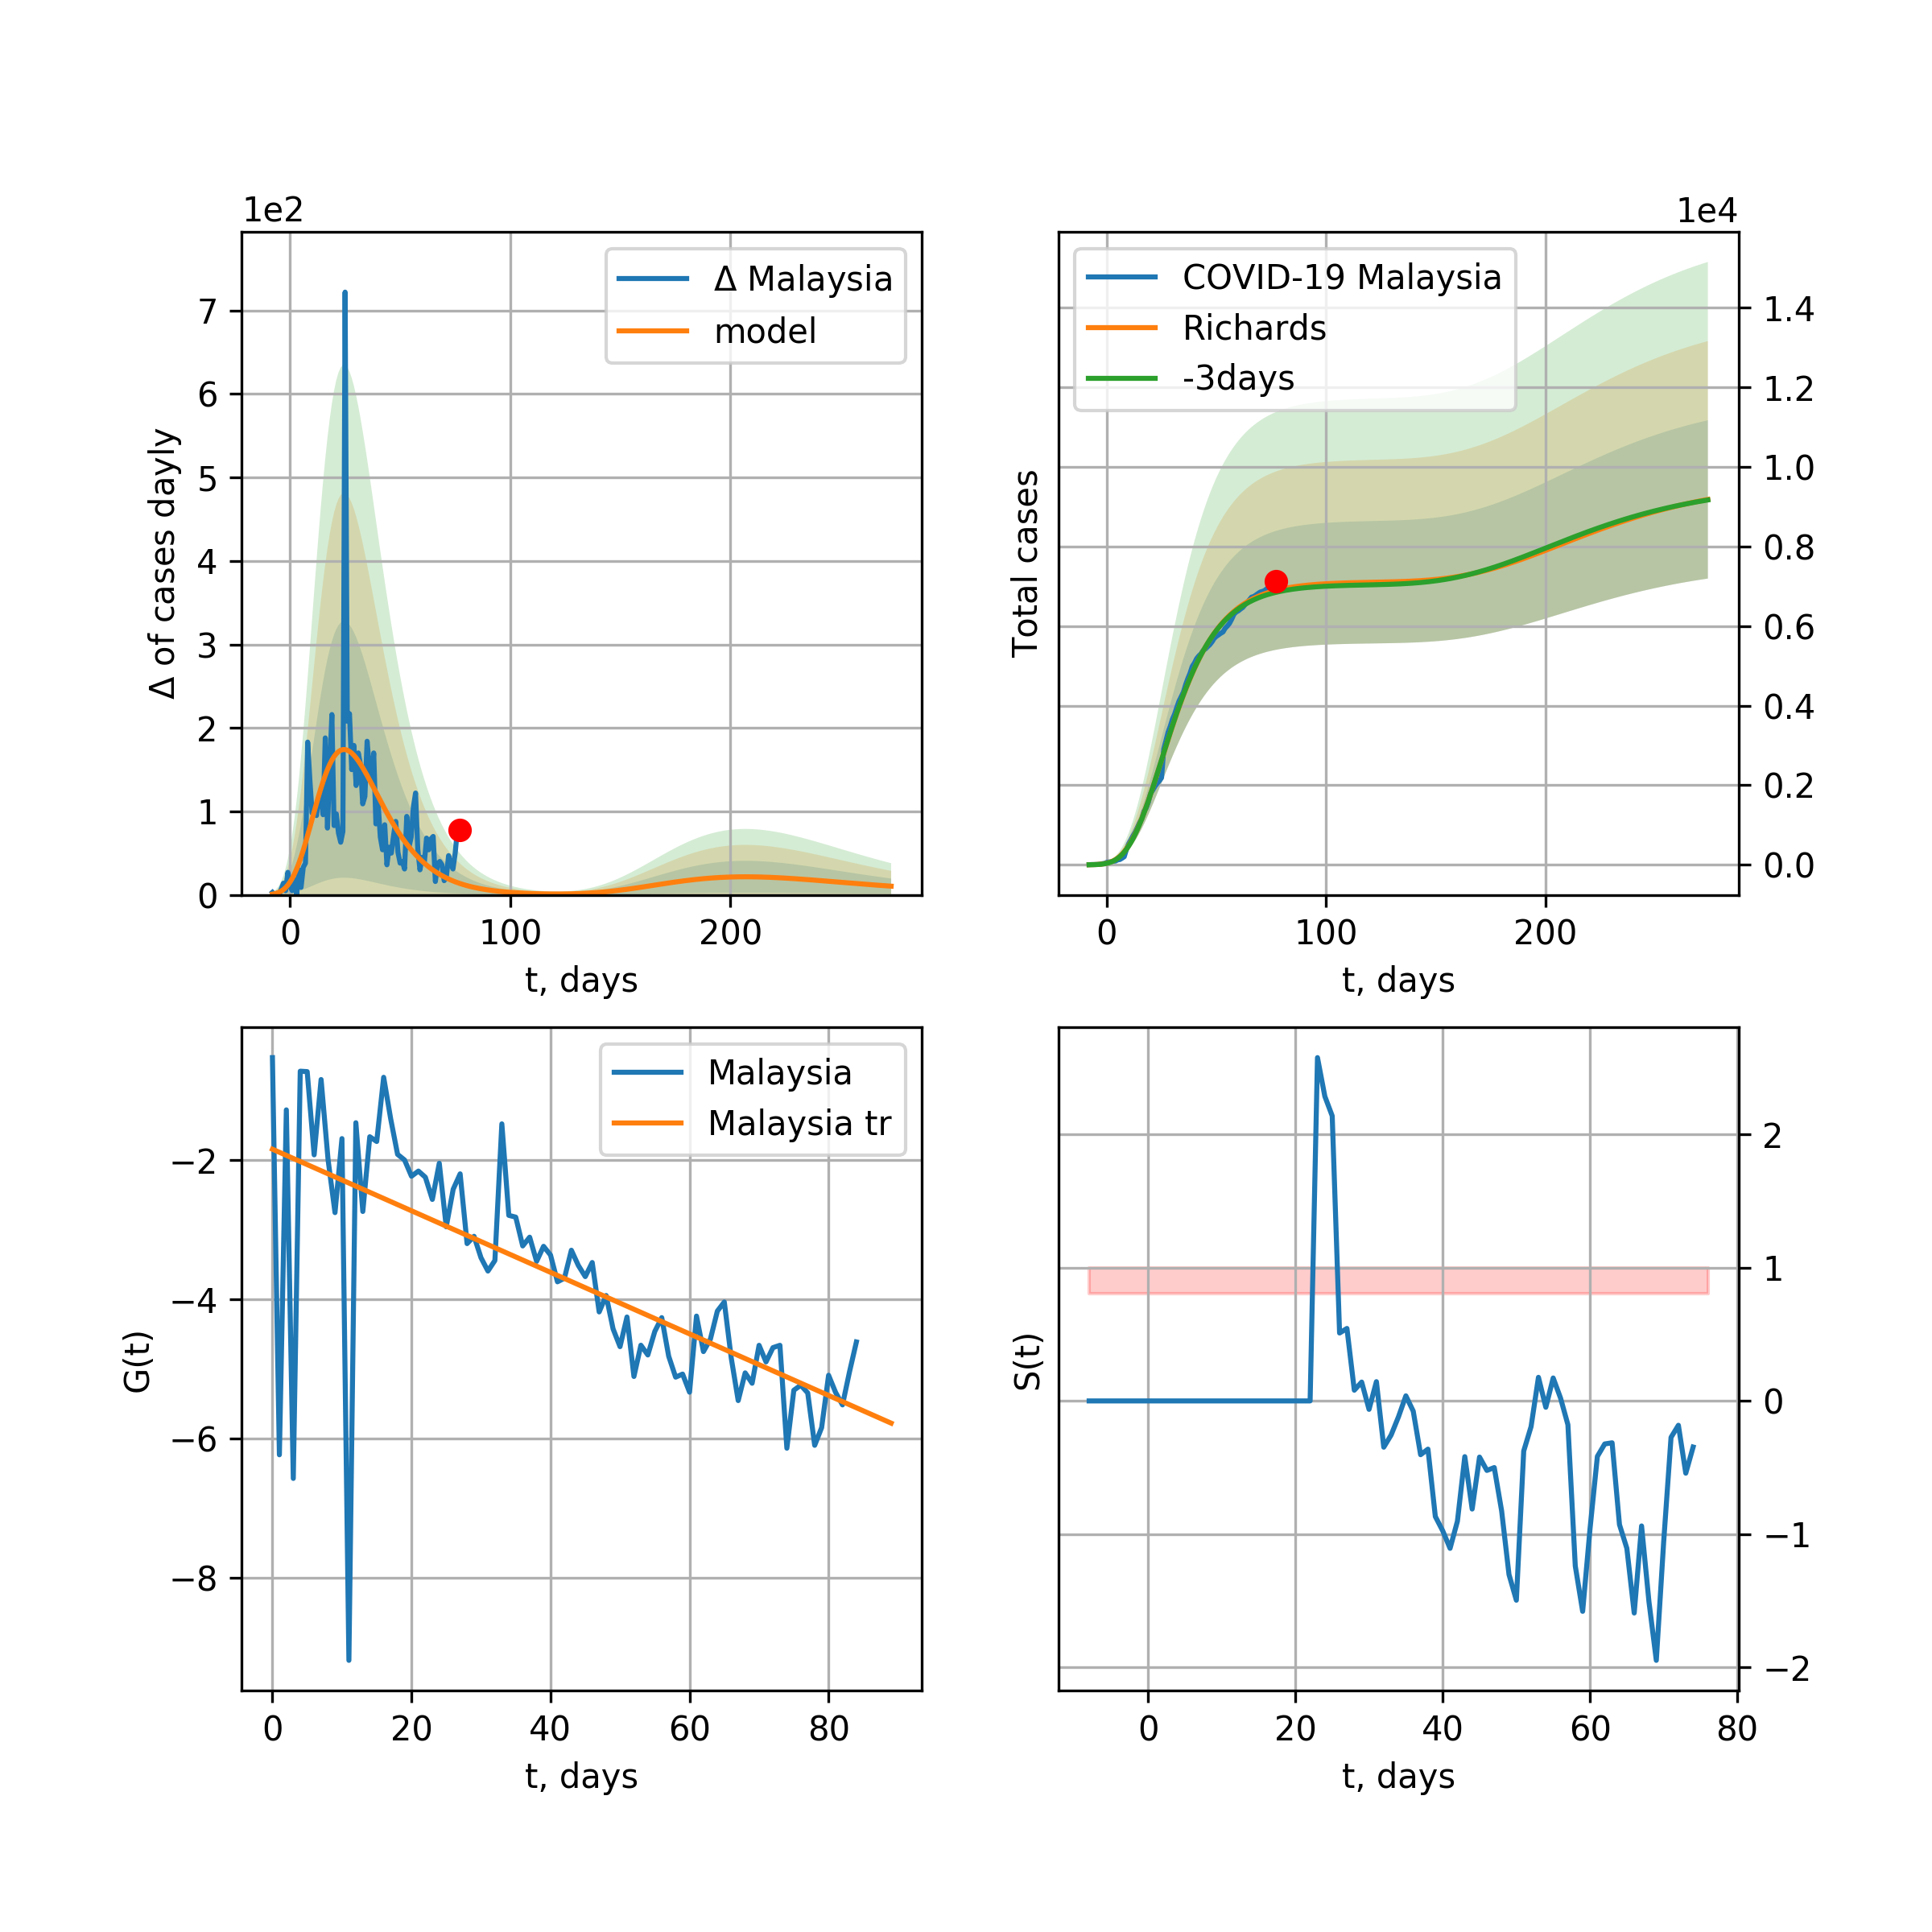 1e2
Δ Malaysia
model
7
6
5
4
3
2
1
0
Δ of cases dayly
0 100 200
t, days
1e4
COVID-19 Malaysia
Richards
-3days
1.4
1.2
1.0
0.8
0.6
0.4
0.2
0.0
Total cases
0 100 200
t, days
Malaysia
Malaysia tr
−2
−4
−6
−8
G(t)
0 20 40 60 80
t, days
2
1
0
−1
−2
S(t)
0 20 40 60 80
t, days